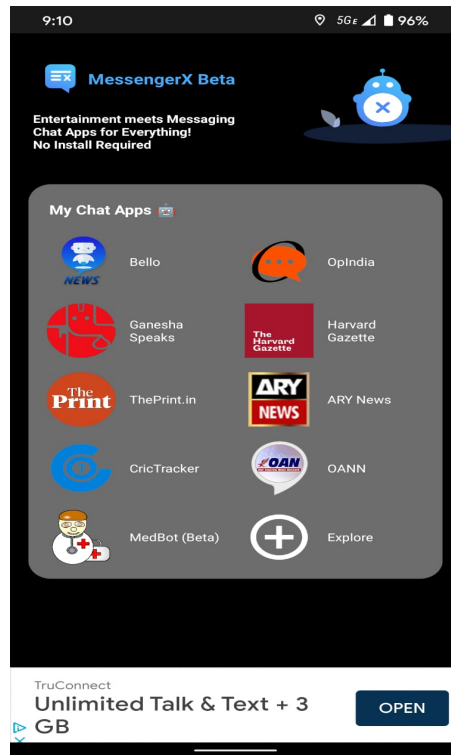 9:10
5GE
96%
MessengerX Beta
Entertainment meets Messaging
Chat Apps for Everything!
No Install Required
My Chat Apps 🤖
NEWS
Bello
OpIndia
Ganesha
Speaks
The
Harvard
Gazette
Harvard
Gazette
The
Print
ThePrint.in
ARY
NEWS
ARY News
CricTracker
OAN
OANN
MedBot (Beta)
Explore
TruConnect
Unlimited Talk & Text + 3
GB
OPEN